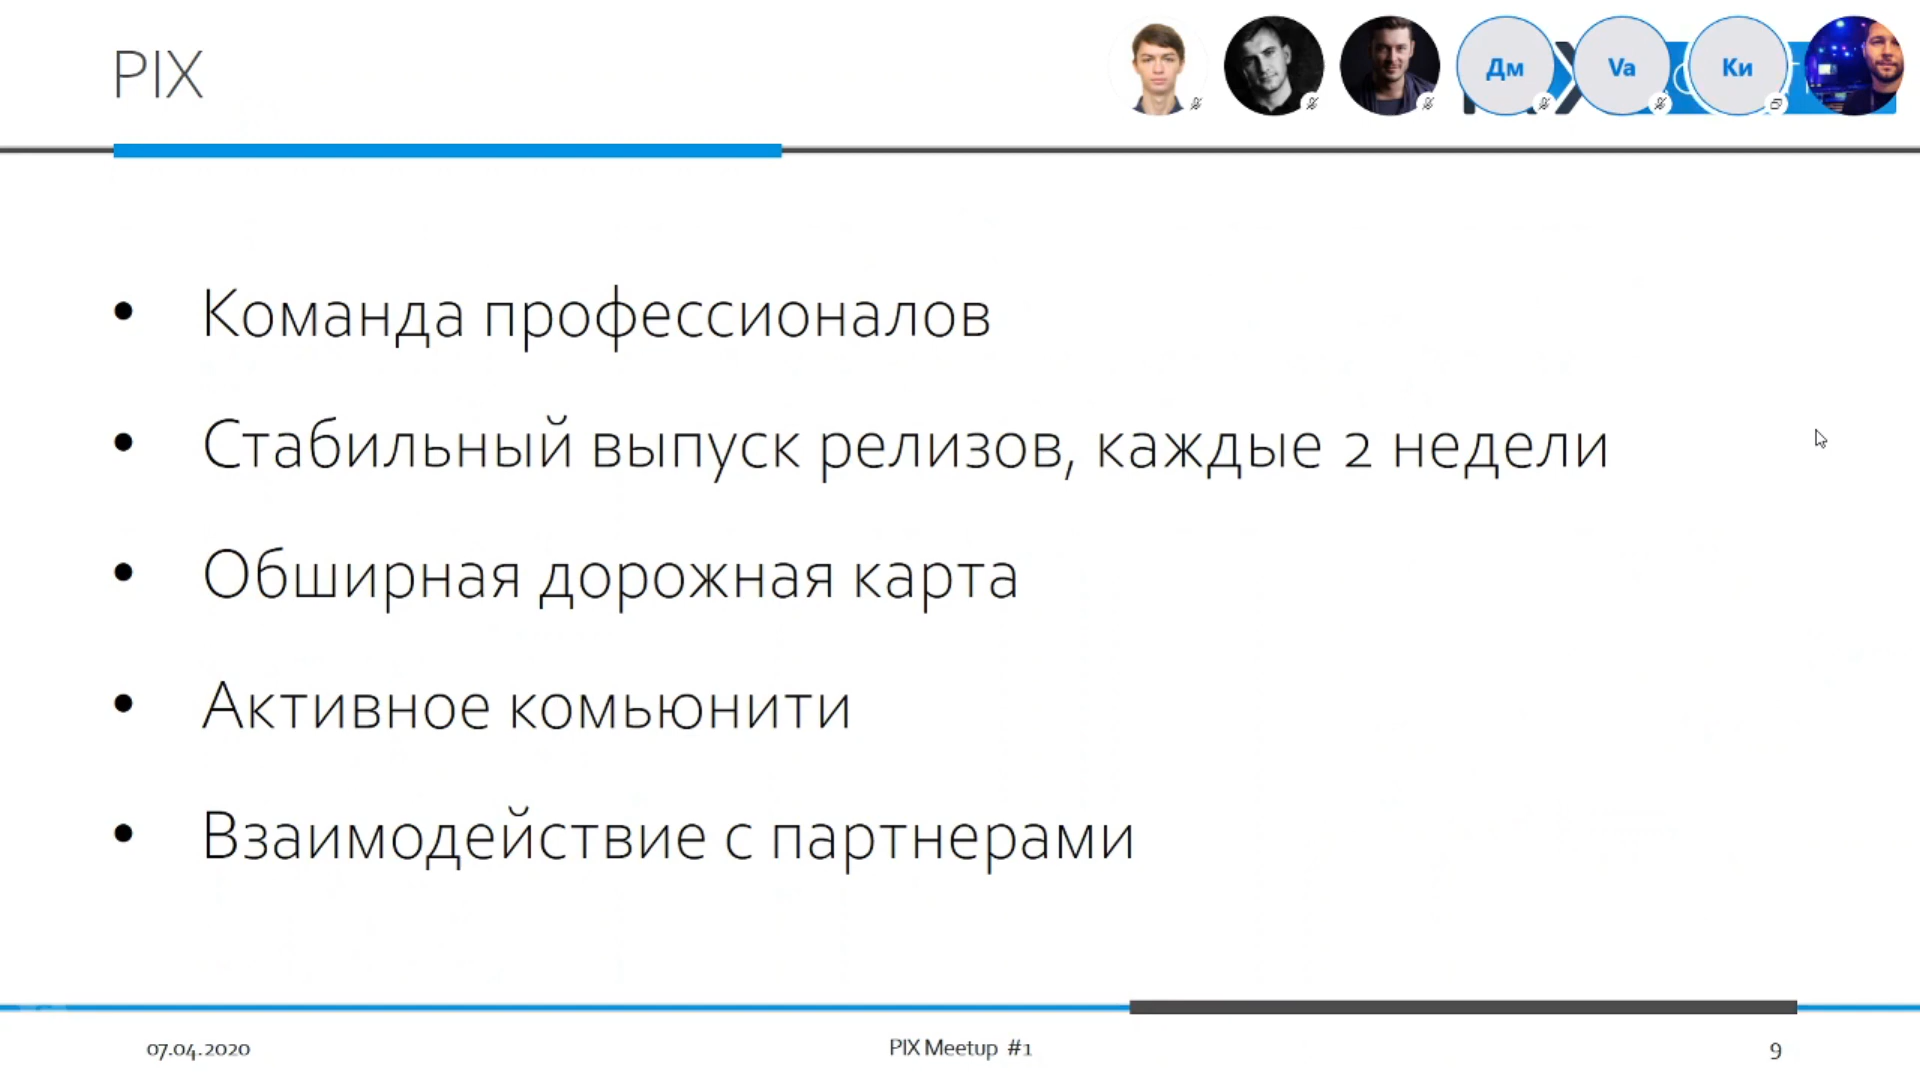 PIX
Дм
Va
Ки
• Команда профессионалов
• Стабильный выпуск релизов, каждые 2 недели
• Обширная дорожная карта
• Активное комьюнити
• Взаимодействие с партнерами
07.04.2020
PIX Meetup #1
9